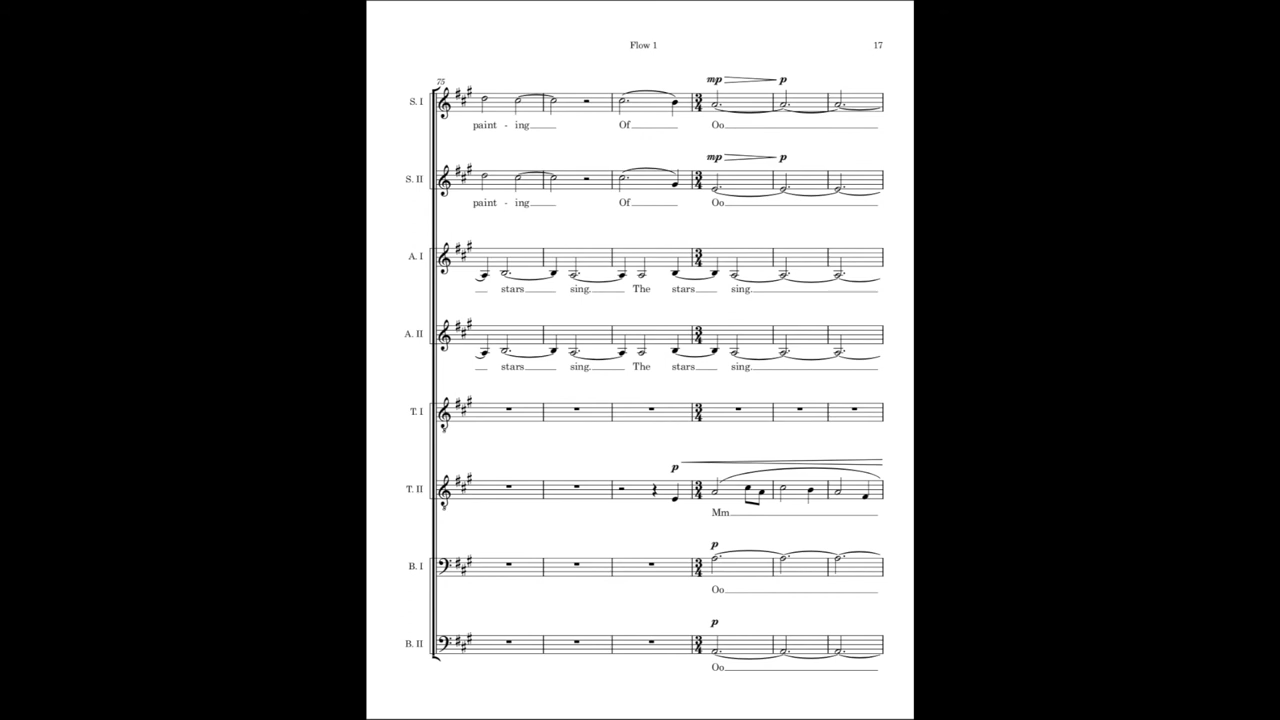 Flow 1
17
75
mp p
S. I
paint - ing Of Oo
mp p
S. II
paint - ing Of Oo
A. I
stars sing. The stars sing.
A. II
stars sing. The stars sing.
T. I
p
T. II
Mm
p
B. I
Oo
p
B. II
Oo